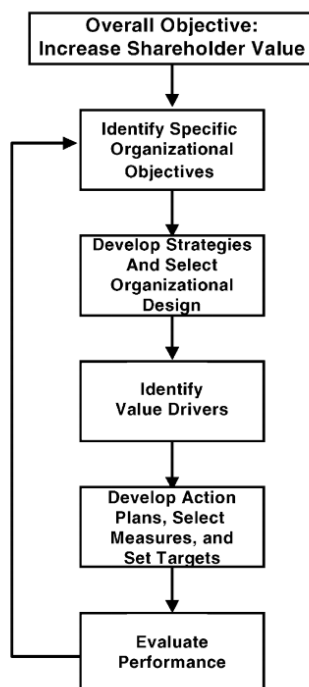 Overall Objective:
Increase Shareholder Value
Identify Specific
Organizational
Objectives
Develop Strategies
And Select
Organizational
Design
Identify
Value Drivers
Develop Action
Plans, Select
Measures, and
Set Targets
Evaluate
Performance